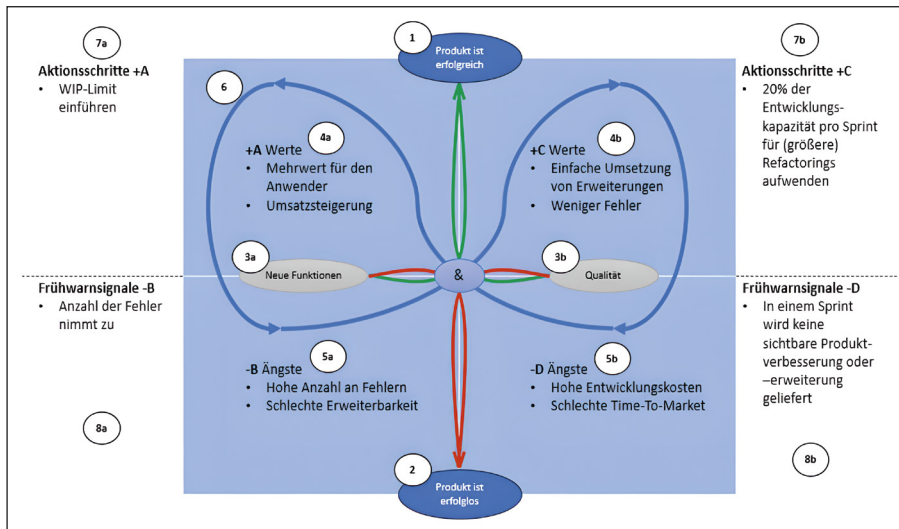 7a
Aktionsschritte +A
• WIP-Limit
einführen
1
Produkt ist
erfolgreich
7b
Aktionsschritte +C
• 20% der
Entwicklungs-
kapazität pro Sprint
für (größere)
Refactorings
aufwenden
6
4a
+A Werte
• Mehrwert für den
Anwender
• Umsatzsteigerung
4b
+C Werte
• Einfache Umsetzung
von Erweiterungen
• Weniger Fehler
3a
Neue Funktionen
&
3b
Qualität
Frühwarnsignale -B
• Anzahl der Fehler
nimmt zu
8a
5a
-B Ängste
• Hohe Anzahl an Fehlern
• Schlechte Erweiterbarkeit
5b
-D Ängste
• Hohe Entwicklungskosten
• Schlechte Time-To-Market
Frühwarnsignale -D
• In einem Sprint
wird keine
sichtbare Produkt-
verbesserung oder
–erweiterung
geliefert
8b
2
Produkt ist
erfolglos